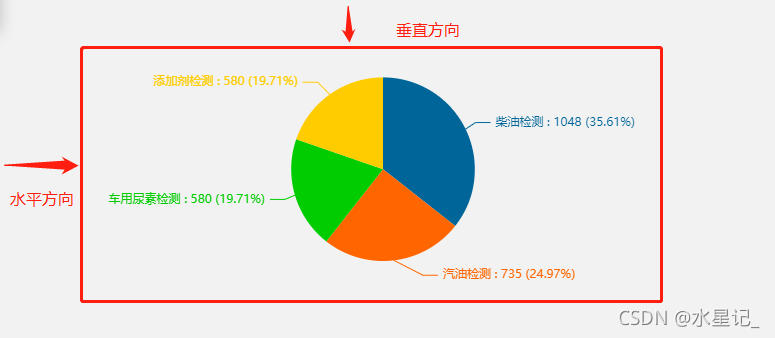 垂直方向
添加剂检测 : 580 (19.71%)
柴油检测 : 1048 (35.61%)
水平方向
车用尿素检测 : 580 (19.71%)
汽油检测 : 735 (24.97%)
CSDN @水星记_